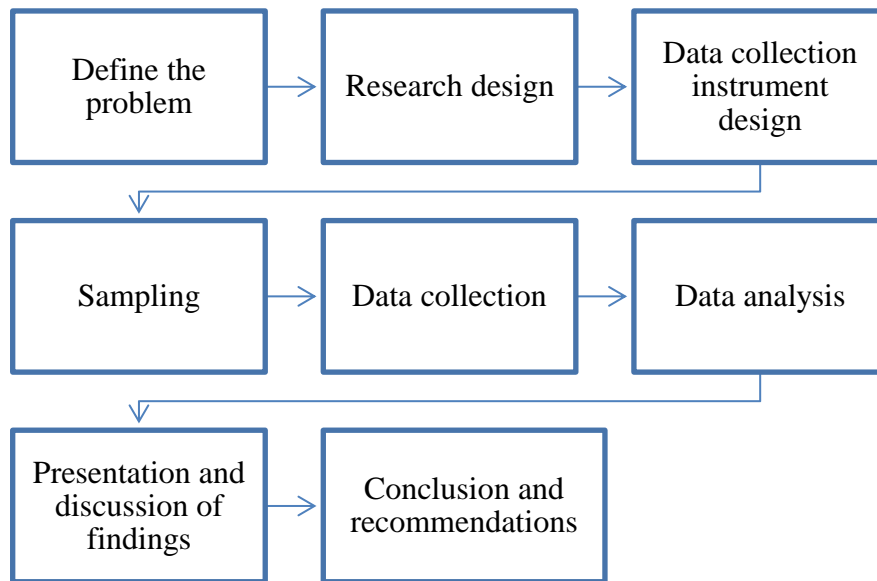 Define the
problem
Research design
Data collection
instrument
design
Sampling
Data collection
Data analysis
Presentation and
discussion of
findings
Conclusion and
recommendations